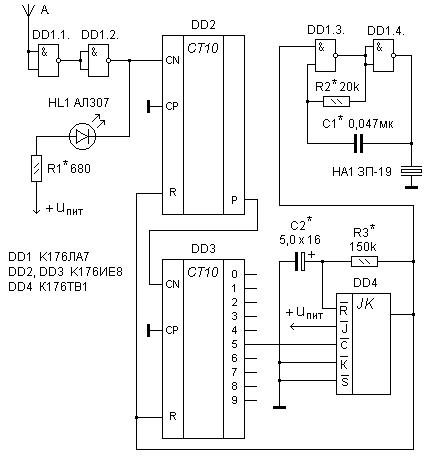 A
DD1.1. DD1.2.
DD2
DD1.3. DD1.4.
& & CT10 & &
CN
HL1 АЛ307
CP
R2* 20k
C1* 0,047мк
R1* 680
R
P
НА1 ЗП-19
+ Uпит
DD1 К176ЛА7
DD2, DD3 К176ИЕ8
DD4 К176ТВ1
DD3
C2*
5,0 x 16
+
R3*
150k
CT10
0
CN
1
2
3
CP
4
5
6
7
8
R
9
DD4
JK
R
+ Uпит
J
C
K
S